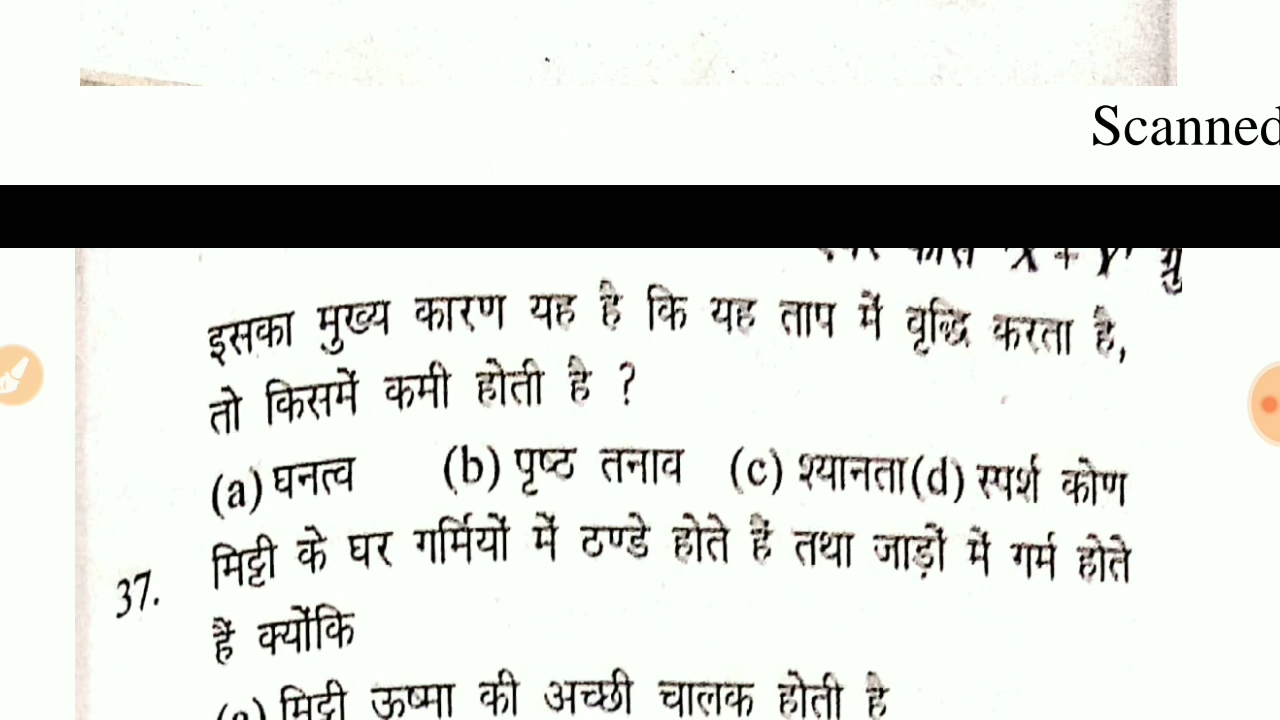 Scanned
इसका मुख्य कारण यह है कि यह ताप में वृद्धि करता है,
तो किसमें कमी होती है ?
(a) घनत्व (b) पृष्ठ तनाव (c) श्यानता (d) स्पर्श कोण
37. मिट्टी के घर गर्मियों में ठण्डे होते हैं तथा जाड़ों में गर्म होते
हैं क्योंकि
(a) मिट्टी ऊष्मा की अच्छी चालक होती है